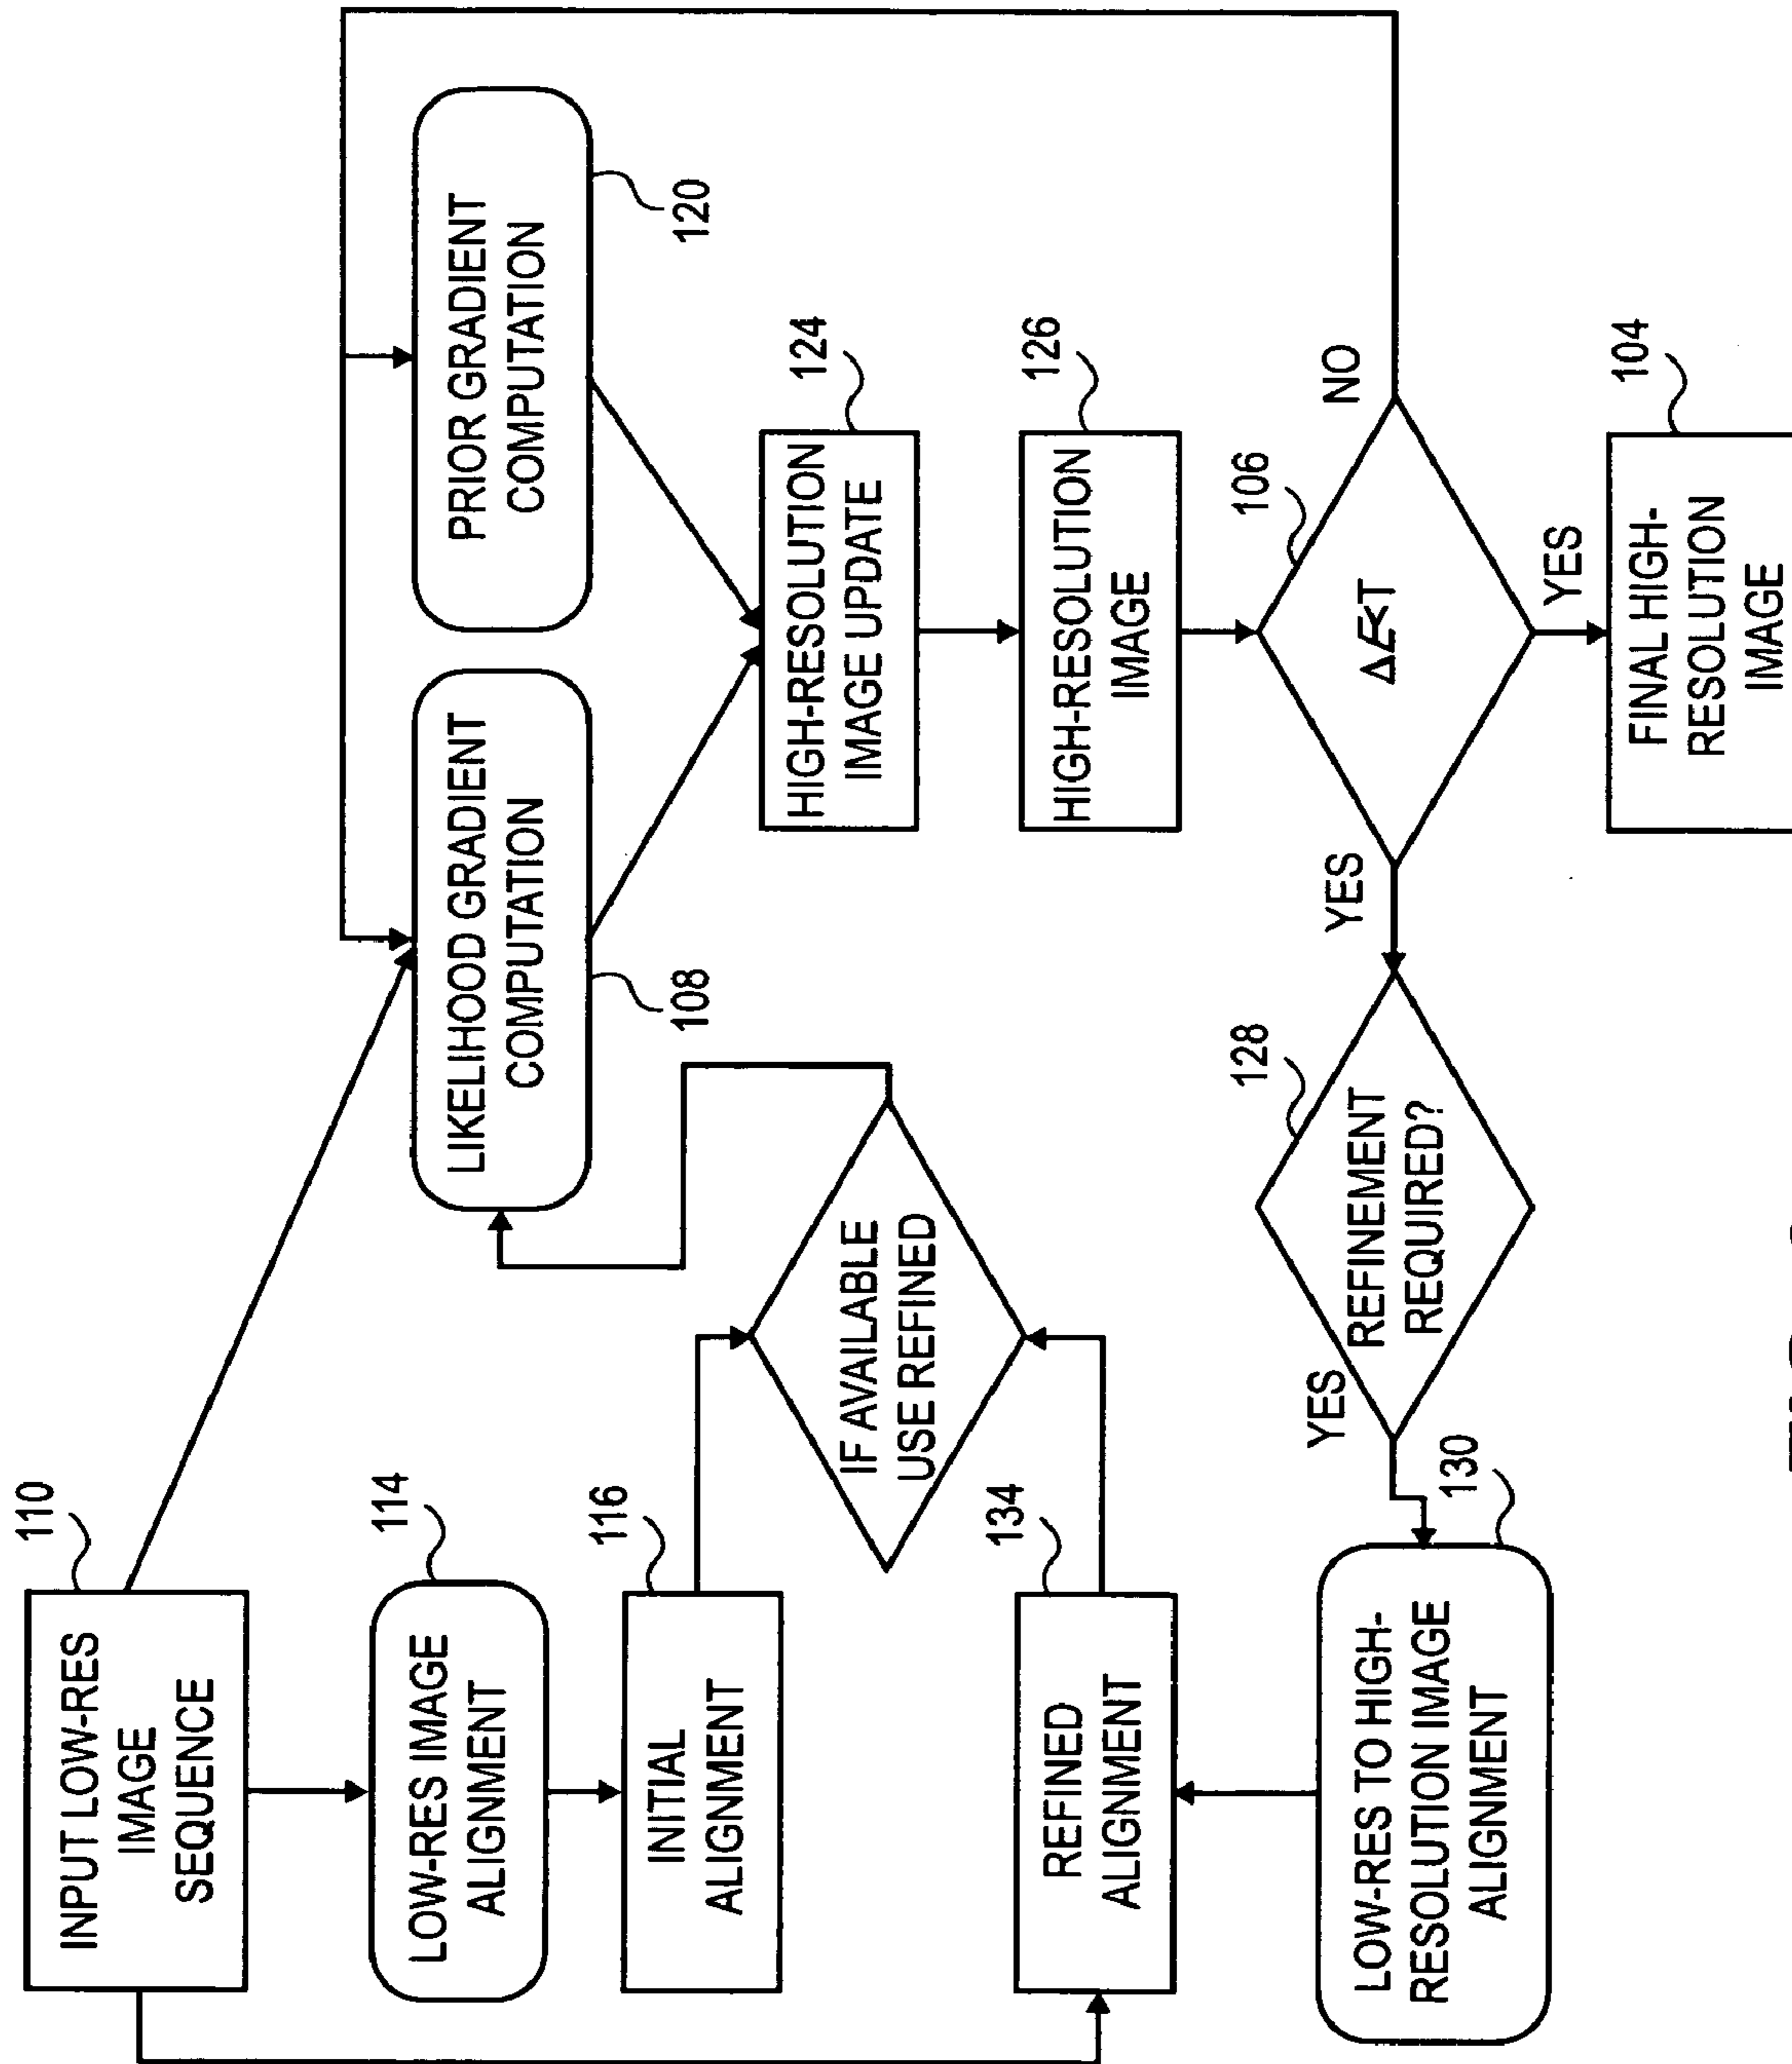 110
INPUT LOW-RES
IMAGE
SEQUENCE
114
LOW-RES IMAGE
ALIGNMENT
116
INITIAL
ALIGNMENT
134
REFINED
ALIGNMENT
130
LOW-RES TO HIGH-
RESOLUTION IMAGE
ALIGNMENT
IF AVAILABLE
USE REFINED
128
REFINEMENT
REQUIRED?
YES
LIKELIHOOD GRADIENT
COMPUTATION
108
PRIOR GRADIENT
COMPUTATION
120
HIGH-RESOLUTION
IMAGE UPDATE
124
HIGH-RESOLUTION
IMAGE
126
106
ΔE<T
NO
YES
YES
FINAL HIGH-
RESOLUTION
IMAGE
104